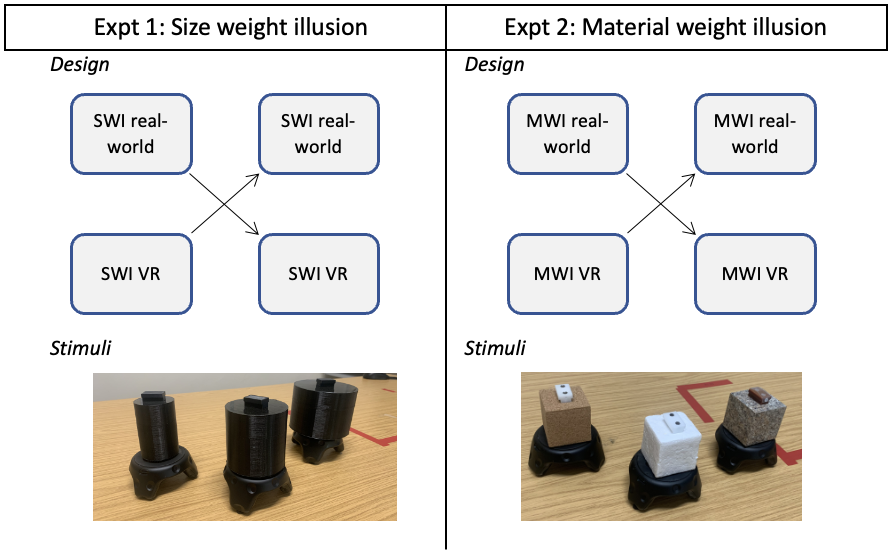 Expt 1: Size weight illusion
Expt 2: Material weight illusion
Design
Design
SWI real-
world
SWI real-
world
MWI real-
world
MWI real-
world
SWI VR
SWI VR
MWI VR
MWI VR
Stimuli
Stimuli